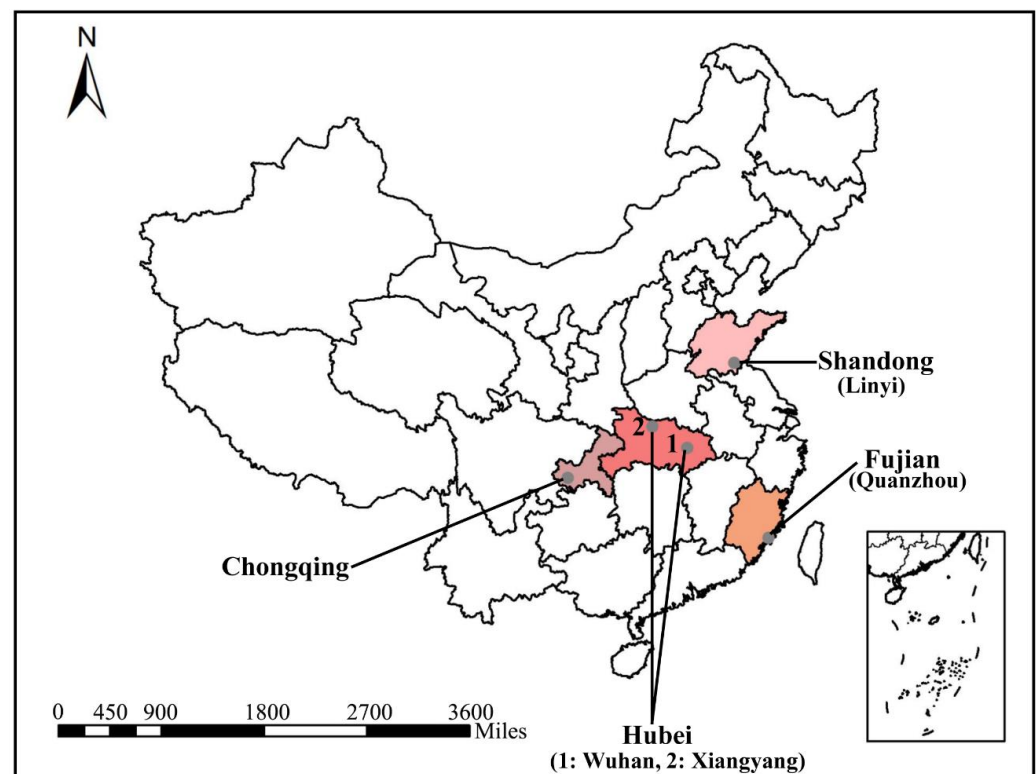 N
Shandong
(Linyi)
2
1
Fujian
(Quanzhou)
Chongqing
0 450 900 1800 2700 3600
Miles
Hubei
(1: Wuhan, 2: Xiangyang)